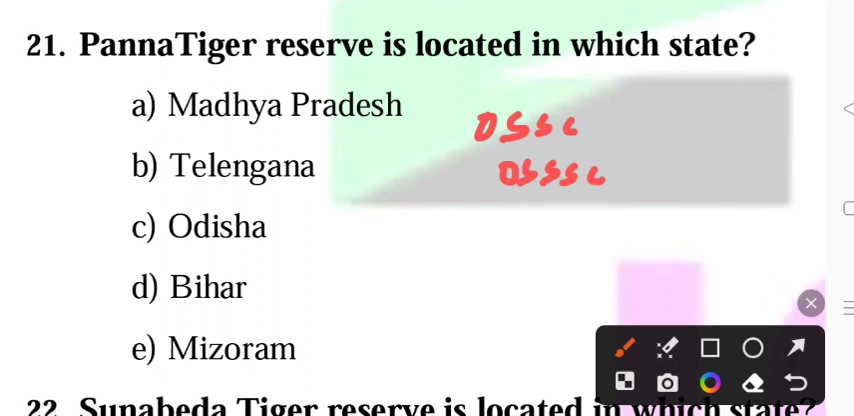 21. PannaTiger reserve is located in which state?
a) Madhya Pradesh
OSSC
b) Telengana
OSSSC
c) Odisha
d) Bihar
e) Mizoram
22. Sunabeda Tiger reserve is located in which state?